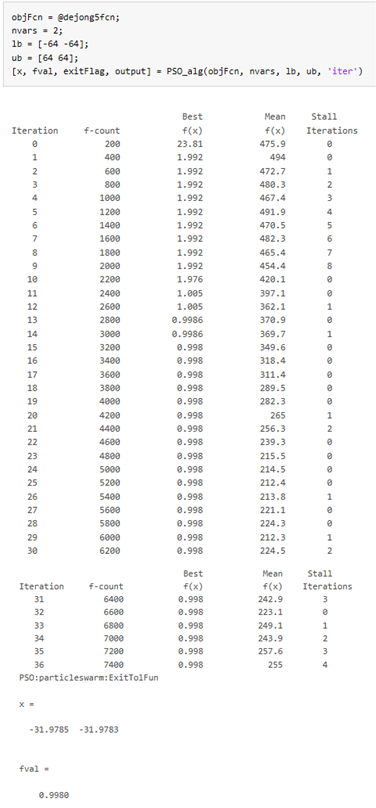 objFcn = @dejong5fcn;
nvars = 2;
lb = [-64 -64];
ub = [64 64];
[x, fval, exitFlag, output] = PSO_alg(objFcn, nvars, lb, ub, 'iter')
Best Mean Stall
Iteration f-count f(x) f(x) Iterations
0 200 23.81 475.9 0
1 400 1.992 494 0
2 600 1.992 472.7 1
3 800 1.992 480.3 2
4 1000 1.992 467.4 3
5 1200 1.992 491.9 4
6 1400 1.992 470.5 5
7 1600 1.992 482.3 6
8 1800 1.992 465.4 7
9 2000 1.992 454.4 8
10 2200 1.976 420.1 0
11 2400 1.005 397.1 0
12 2600 1.005 362.1 1
13 2800 0.9986 370.9 0
14 3000 0.9986 369.7 1
15 3200 0.998 349.6 0
16 3400 0.998 318.4 0
17 3600 0.998 311.4 0
18 3800 0.998 289.5 0
19 4000 0.998 282.3 0
20 4200 0.998 265 1
21 4400 0.998 256.3 2
22 4600 0.998 239.3 0
23 4800 0.998 215.5 0
24 5000 0.998 214.5 0
25 5200 0.998 212.4 0
26 5400 0.998 213.8 1
27 5600 0.998 221.1 0
28 5800 0.998 224.3 0
29 6000 0.998 212.3 1
30 6200 0.998 224.5 2
Best Mean Stall
Iteration f-count f(x) f(x) Iterations
31 6400 0.998 242.9 3
32 6600 0.998 223.1 0
33 6800 0.998 249.1 1
34 7000 0.998 243.9 2
35 7200 0.998 257.6 3
36 7400 0.998 255 4
PSO:particleswarm:ExitTolFun
x =
-31.9785 -31.9783
fval =
0.9980